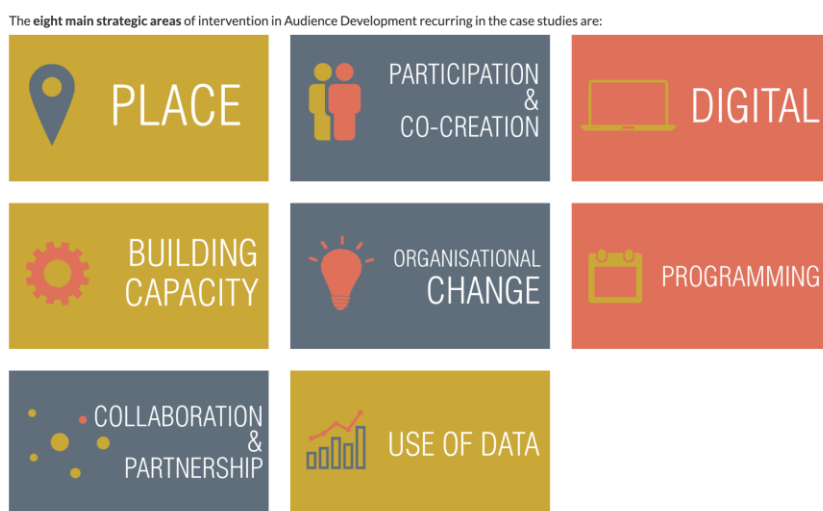 The eight main strategic areas of intervention in Audience Development recurring in the case studies are:
PLACE
PARTICIPATION
&
CO-CREATION
DIGITAL
BUILDING
CAPACITY
ORGANISATIONAL
CHANGE
PROGRAMMING
COLLABORATION
&
PARTNERSHIP
USE OF DATA